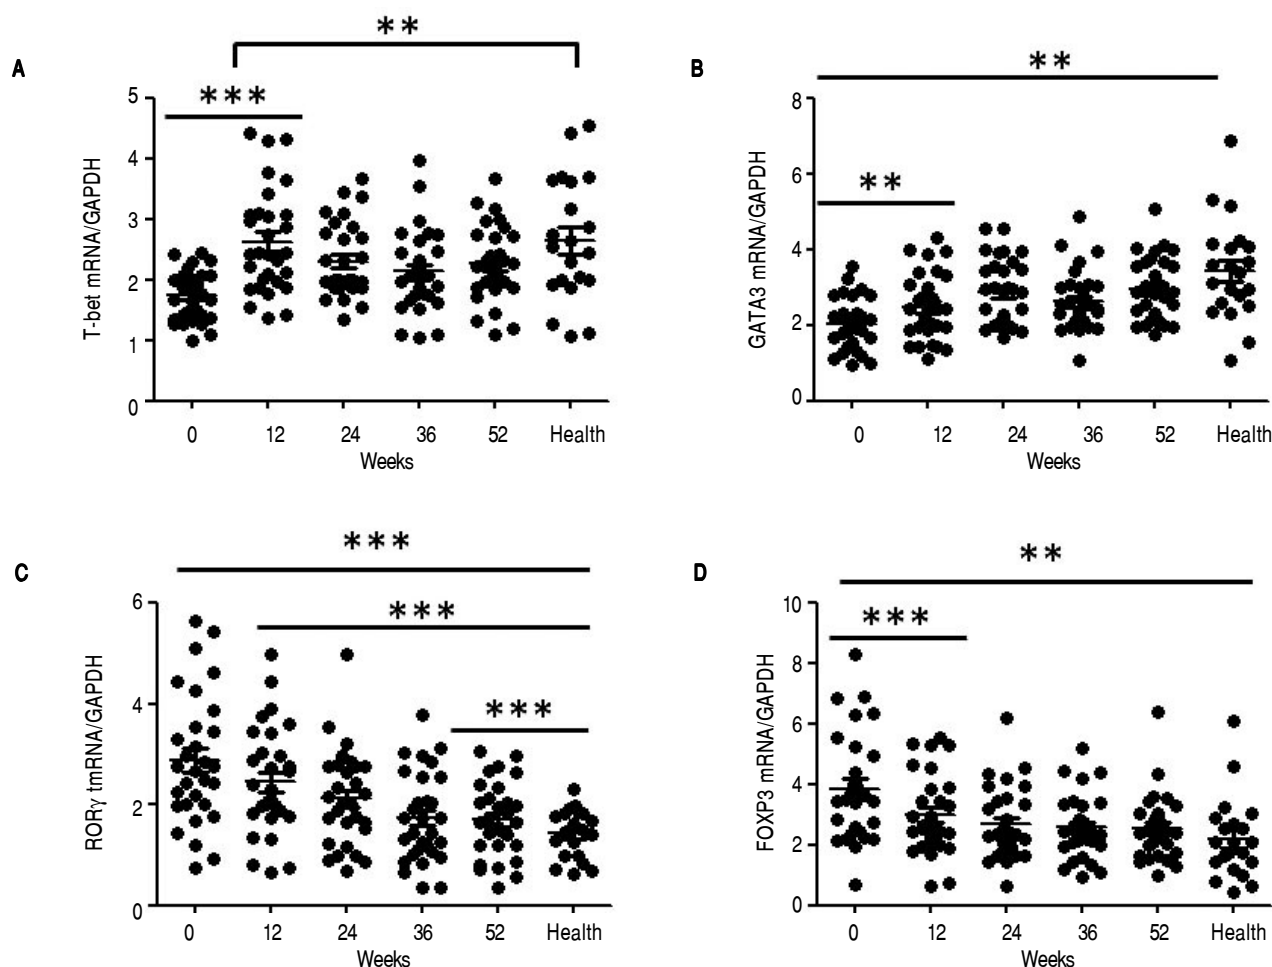 **
A
***
5
4
3
2
1
0
T-bet mRNA/GAPDH
0 12 24 36 52 Health
Weeks
**
B
**
8
6
4
2
0
GATA3 mRNA/GAPDH
0 12 24 36 52 Health
Weeks
***
C
***
***
6
4
2
0
RORγ tmRNA/GAPDH
0 12 24 36 52 Health
Weeks
**
D
***
10
8
6
4
2
0
FOXP3 mRNA/GAPDH
0 12 24 36 52 Health
Weeks